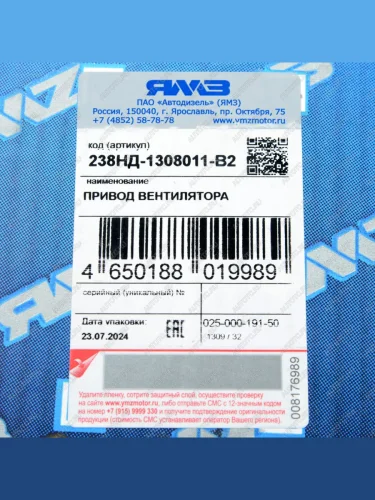 ЯМЗ
ПАО «Автодизель» (ЯМЗ)
Россия, 150040, г. Ярославль, пр. Октября, 75
+7 (4852) 58-78-78 www.ymzmotor.ru
код (артикул)
238НД-1308011-В2
наименование
ПРИВОД ВЕНТИЛЯТОРА
4 650188 019989
серийный (уникальный) №
Дата упаковки:
23.07.2024
EAC
025-000-191-50
1309 / 32
008176989
Удалите пленку, сотрите защитный слой, осуществите проверку
на сайте www.ymzmotor.ru, либо отправьте СМС с 12-значным кодом
на номер +7 (915) 9999 330 и получите подтверждение оригинальности
продукции (стоимость СМС устанавливает оператор Вашего региона).